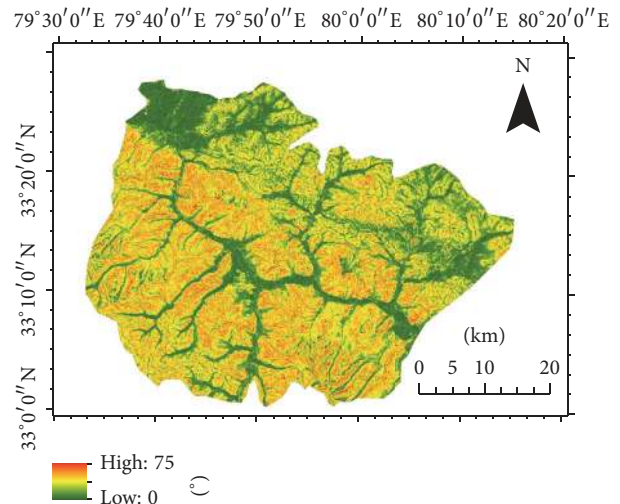 79°30′0″E 79°40′0″E 79°50′0″E 80°0′0″E 80°10′0″E 80°20′0″E
N
33°20′0″N
33°10′0″N
33°0′0″N
(km)
0 5 10 20
High: 75
Low: 0
(°)